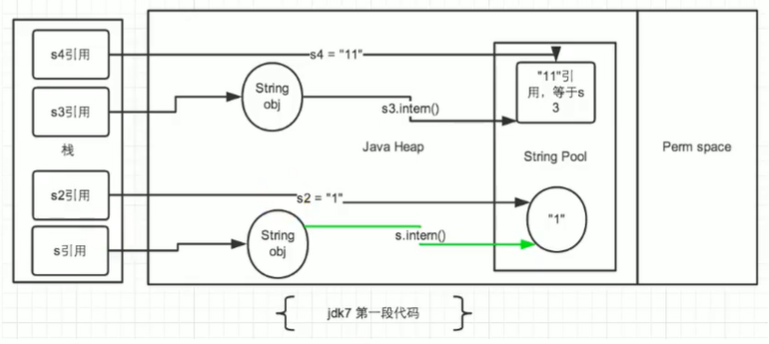 s4引用
s4 = "11"
"11"引
用，等于s
3
String
obj
s3引用
s3.intern()
栈
Java Heap
String Pool
Perm space
s2引用
s2 = "1"
"1"
s引用
String
obj
s.intern()
jdk7 第一段代码